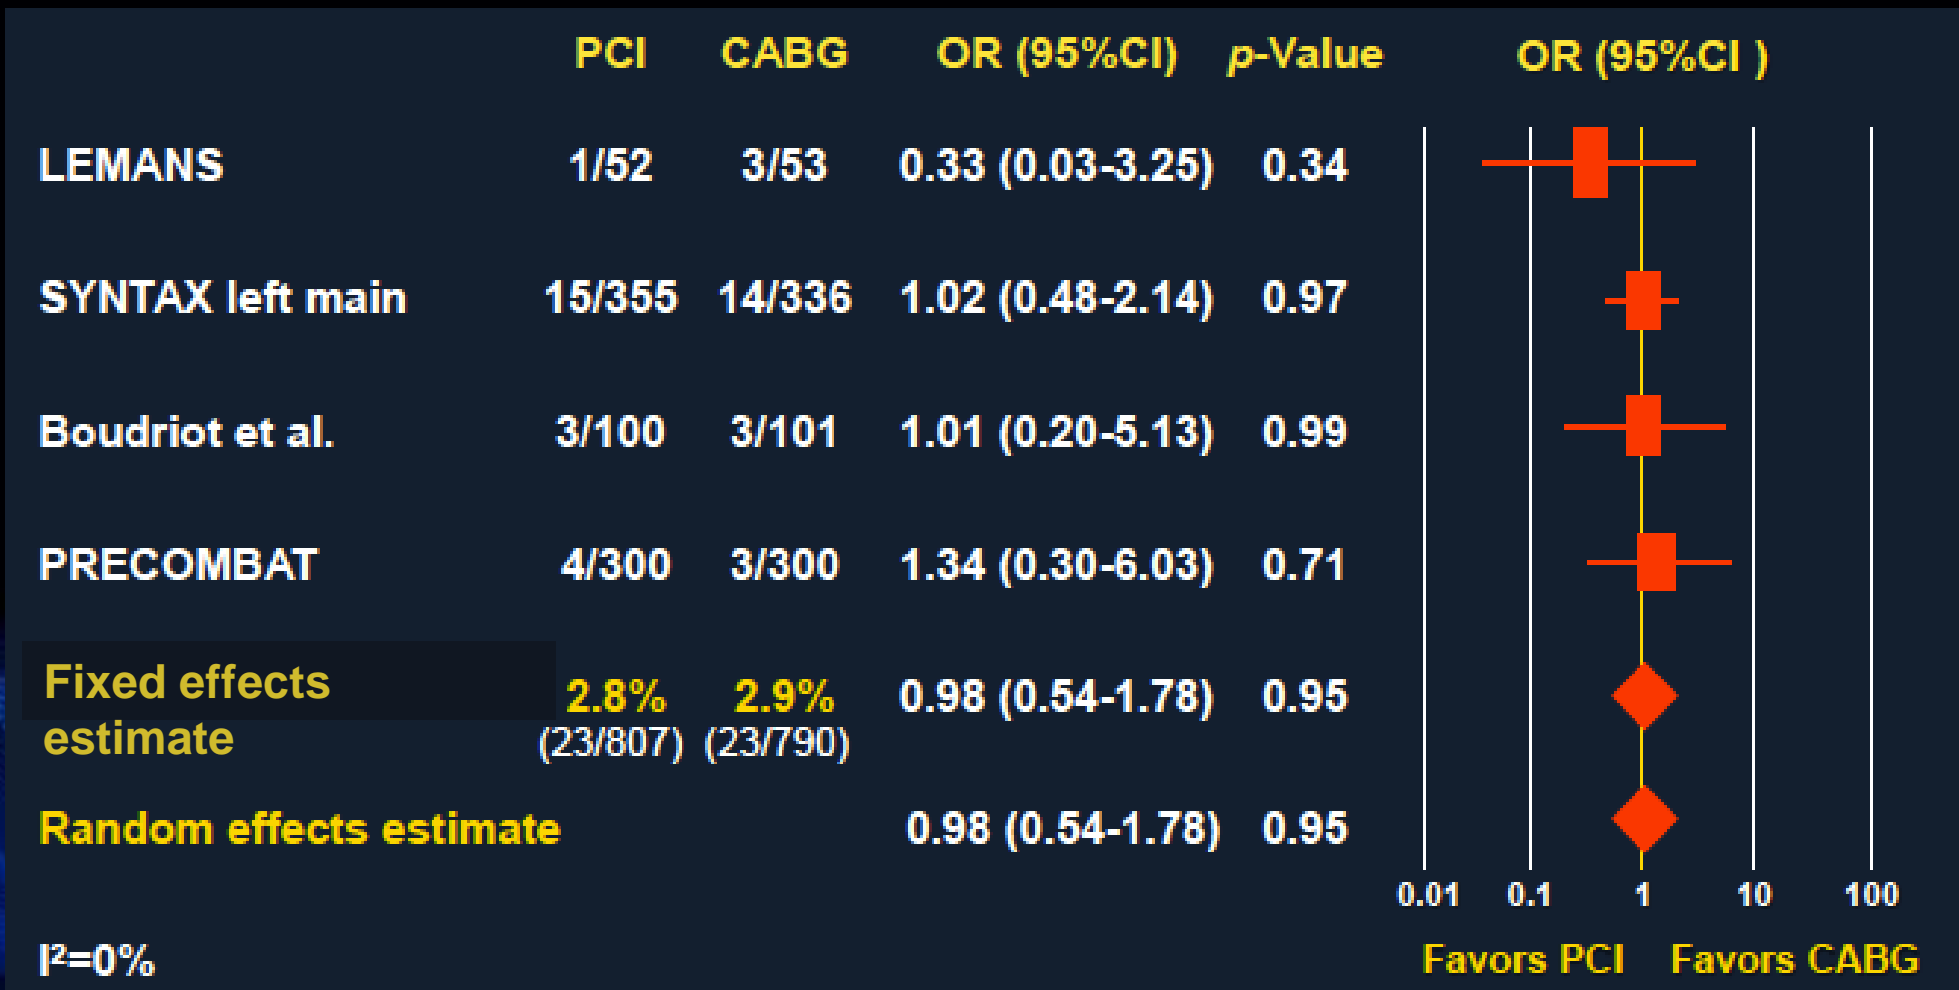 PCI CABG OR (95%CI) p-Value OR (95%CI )
LEMANS 1/52 3/53 0.33 (0.03-3.25) 0.34
SYNTAX left main 15/355 14/336 1.02 (0.48-2.14) 0.97
Boudriot et al. 3/100 3/101 1.01 (0.20-5.13) 0.99
PRECOMBAT 4/300 3/300 1.34 (0.30-6.03) 0.71
Fixed effects 2.8% 2.9% 0.98 (0.54-1.78) 0.95
estimate (23/807) (23/790)
Random effects estimate 0.98 (0.54-1.78) 0.95
0.01 0.1 1 10 100
I²=0% Favors PCI Favors CABG